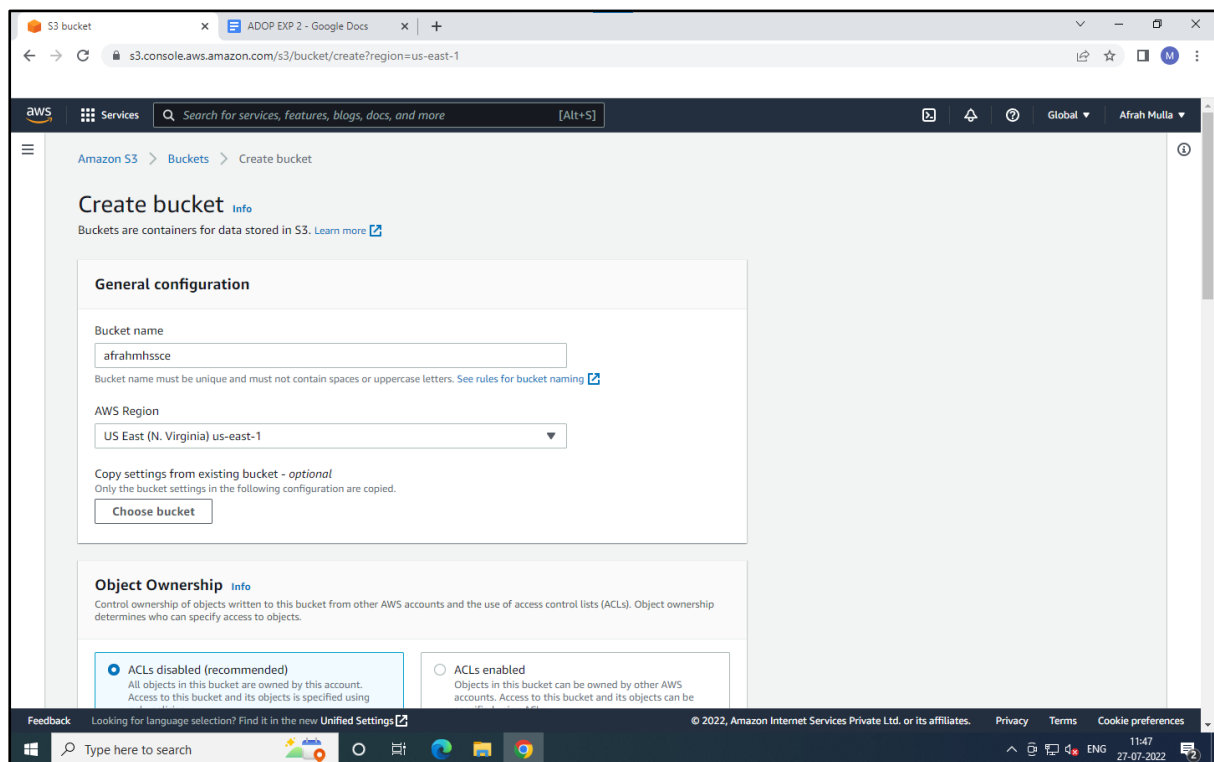 S3 bucket
ADOP EXP 2 - Google Docs
s3.console.aws.amazon.com/s3/bucket/create?region=us-east-1
M
aws
Services
Search for services, features, blogs, docs, and more
[Alt+S]
Global
Afrah Mulla
Amazon S3
Buckets
Create bucket
Create bucket Info
Buckets are containers for data stored in S3. Learn more
General configuration
Bucket name
afrahmhssce
Bucket name must be unique and must not contain spaces or uppercase letters. See rules for bucket naming
AWS Region
US East (N. Virginia) us-east-1
Copy settings from existing bucket - optional
Only the bucket settings in the following configuration are copied.
Choose bucket
Object Ownership Info
Control ownership of objects written to this bucket from other AWS accounts and the use of access control lists (ACLs). Object ownership
determines who can specify access to objects.
ACLs disabled (recommended)
All objects in this bucket are owned by this account.
Access to this bucket and its objects is specified using
ACLs enabled
Objects in this bucket can be owned by other AWS
accounts. Access to this bucket and its objects can be
Feedback
Looking for language selection? Find it in the new Unified Settings
© 2022, Amazon Internet Services Private Ltd. or its affiliates.
Privacy
Terms
Cookie preferences
Type here to search
ENG
11:47
27-07-2022
2